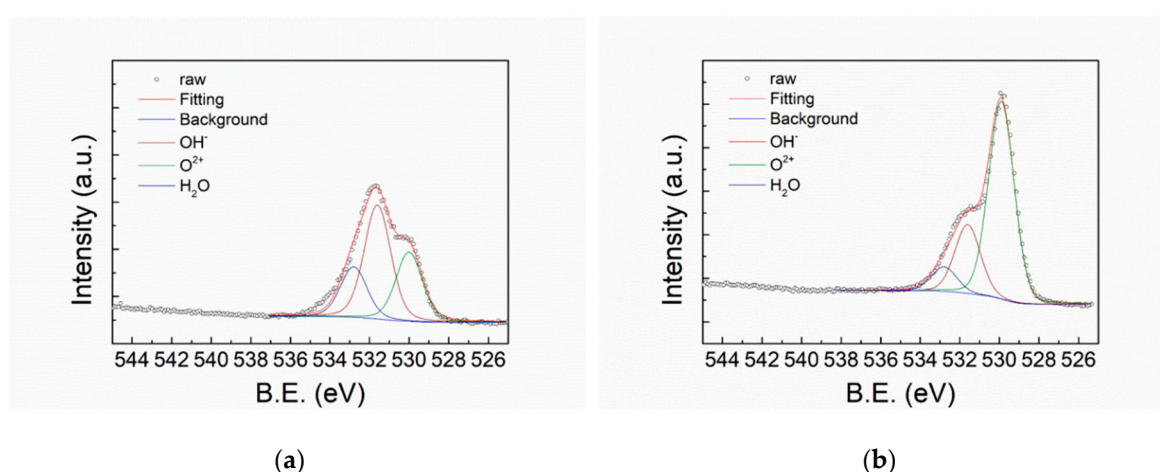 raw
Fitting
Background
OH⁻
O²⁺
H₂O
Intensity (a.u.)
544 542 540 538 536 534 532 530 528 526
B.E. (eV)
(a)
raw
Fitting
Background
OH⁻
O²⁺
H₂O
Intensity (a.u.)
544 542 540 538 536 534 532 530 528 526
B.E. (eV)
(b)